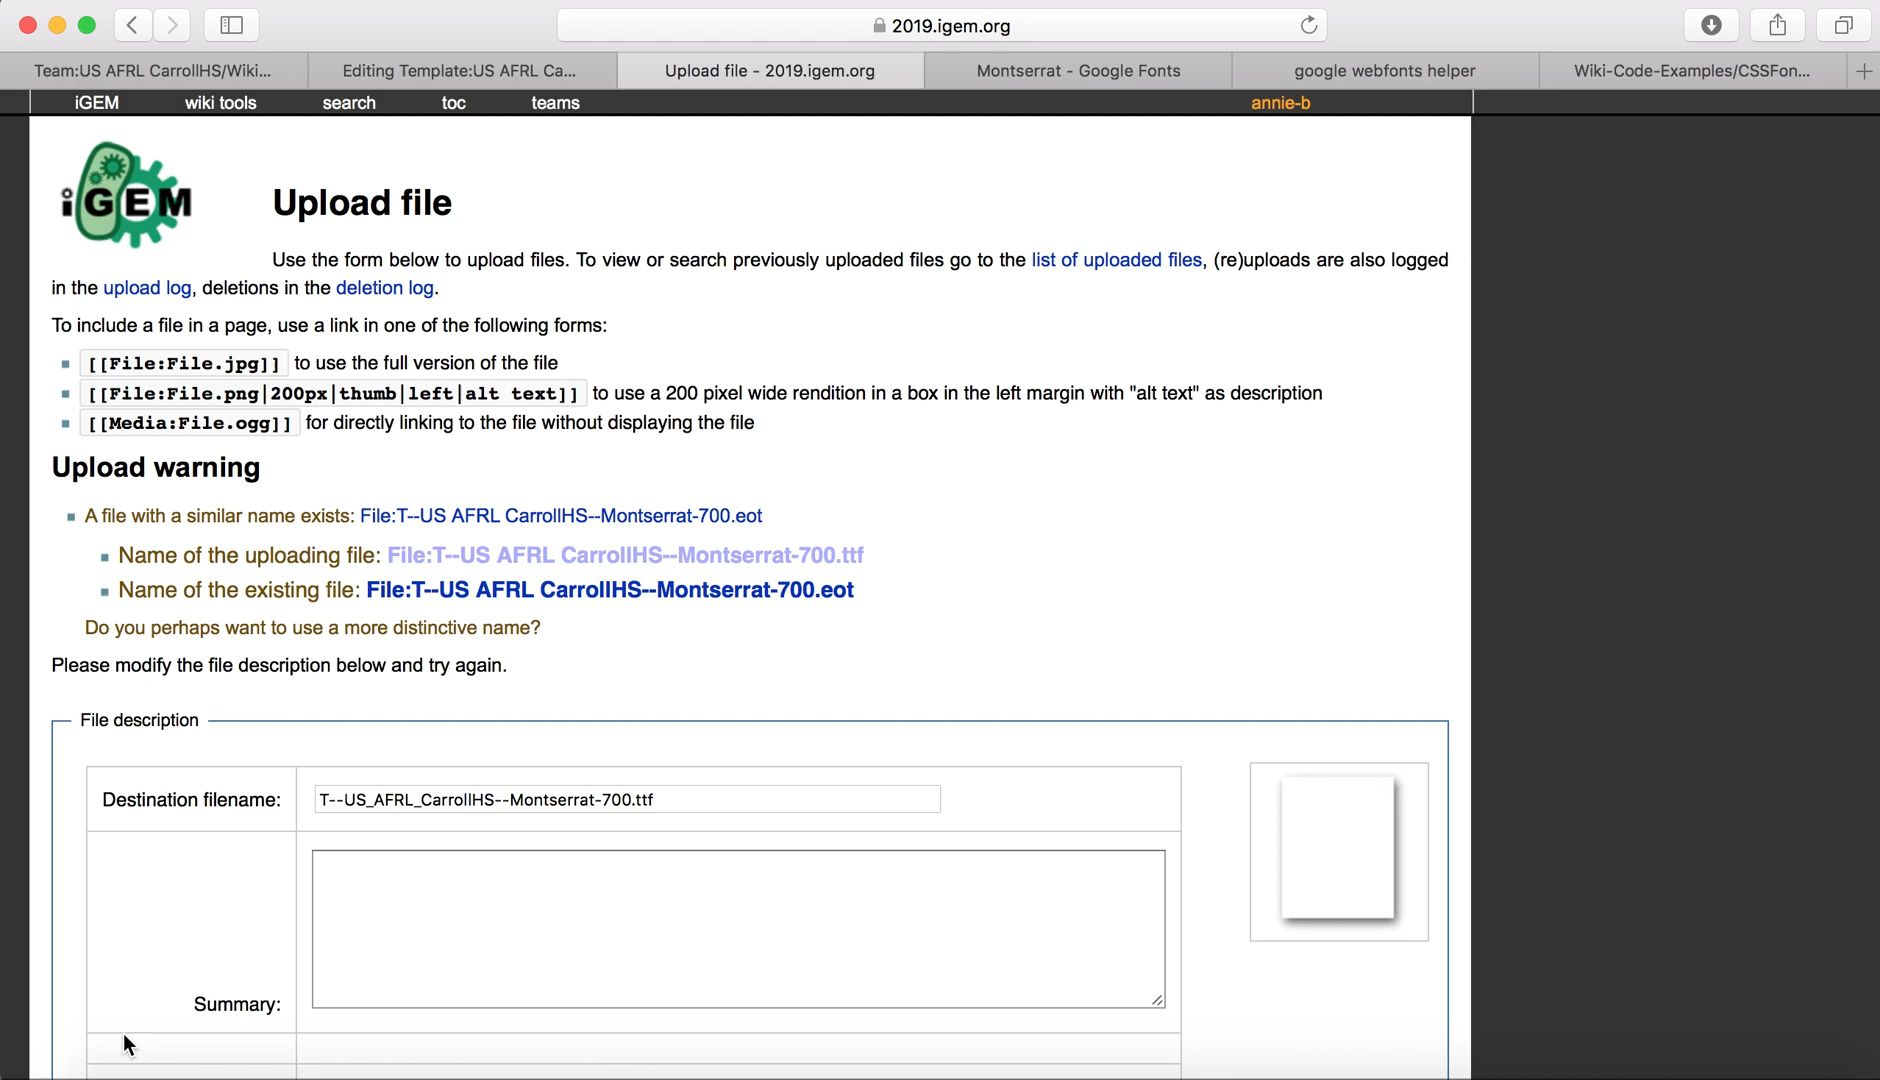 2019.igem.org
Team:US AFRL CarrollHS/Wiki...
Editing Template:US AFRL Ca...
Upload file - 2019.igem.org
Montserrat - Google Fonts
google webfonts helper
Wiki-Code-Examples/CSSFon...
iGEM wiki tools search toc teams annie-b
iGEM
Upload file
Use the form below to upload files. To view or search previously uploaded files go to the list of uploaded files, (re)uploads are also logged
in the upload log, deletions in the deletion log.
To include a file in a page, use a link in one of the following forms:
[[File:File.jpg]] to use the full version of the file
[[File:File.png|200px|thumb|left|alt text]] to use a 200 pixel wide rendition in a box in the left margin with "alt text" as description
[[Media:File.ogg]] for directly linking to the file without displaying the file
Upload warning
A file with a similar name exists: File:T--US AFRL CarrollHS--Montserrat-700.eot
Name of the uploading file: File:T--US AFRL CarrollHS--Montserrat-700.ttf
Name of the existing file: File:T--US AFRL CarrollHS--Montserrat-700.eot
Do you perhaps want to use a more distinctive name?
Please modify the file description below and try again.
File description
Destination filename: T--US_AFRL_CarrollHS--Montserrat-700.ttf
Summary: